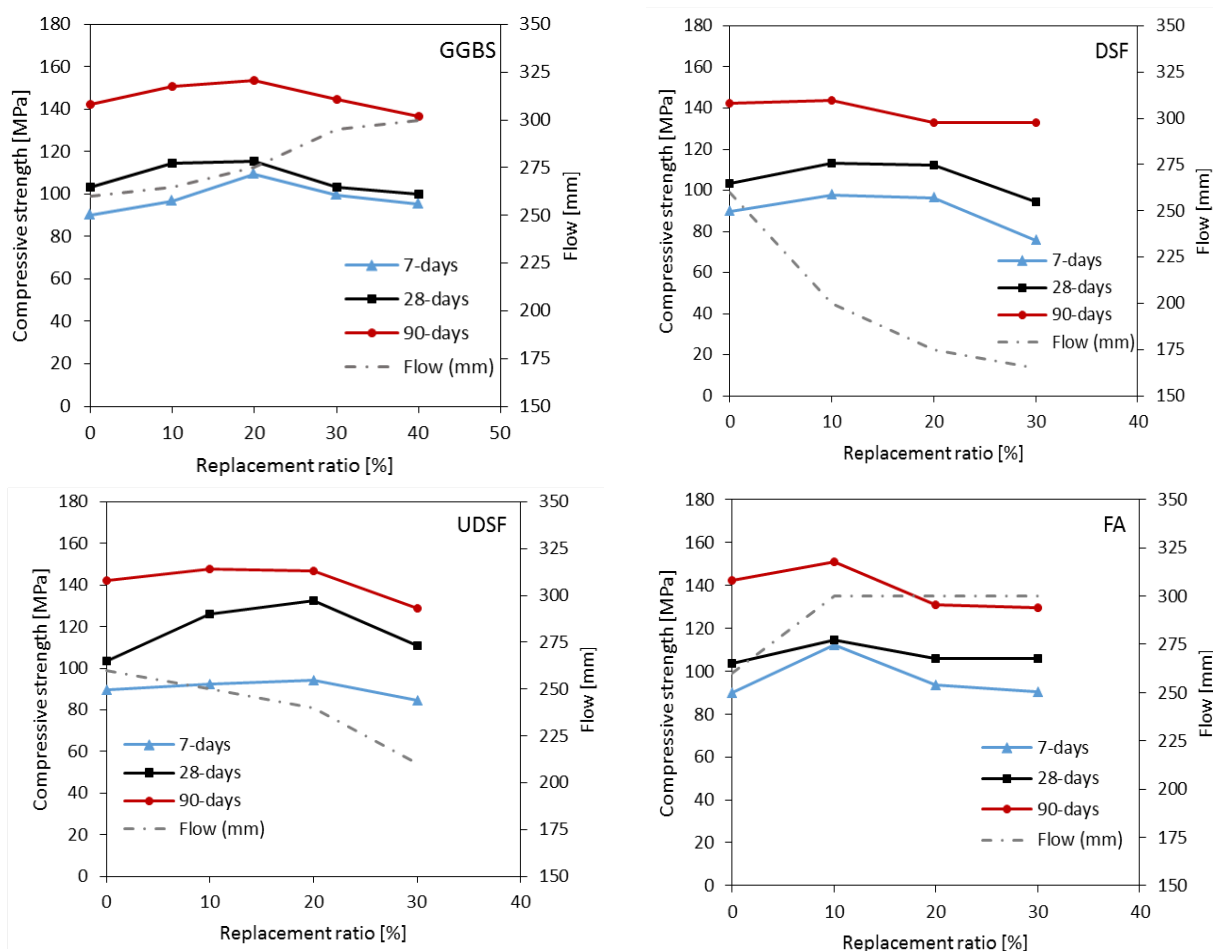 GGBS
Compressive strength [MPa]
180
160
140
120
100
80
60
40
20
0
350
325
300
275
250
225
200
175
150
Flow [mm]
7-days
28-days
90-days
Flow (mm)
0 10 20 30 40 50
Replacement ratio [%]
DSF
Compressive strength [MPa]
180
160
140
120
100
80
60
40
20
0
350
325
300
275
250
225
200
175
150
Flow [mm]
7-days
28-days
90-days
Flow (mm)
0 10 20 30 40
Replacement ratio [%]
UDSF
Compressive strength [MPa]
180
160
140
120
100
80
60
40
20
0
350
325
300
275
250
225
200
175
150
Flow [mm]
7-days
28-days
90-days
Flow (mm)
0 10 20 30 40
Replacement ratio [%]
FA
Compressive strength [MPa]
180
160
140
120
100
80
60
40
20
0
350
325
300
275
250
225
200
175
150
Flow [mm]
7-days
28-days
90-days
Flow (mm)
0 10 20 30 40
Replacement ratio [%]